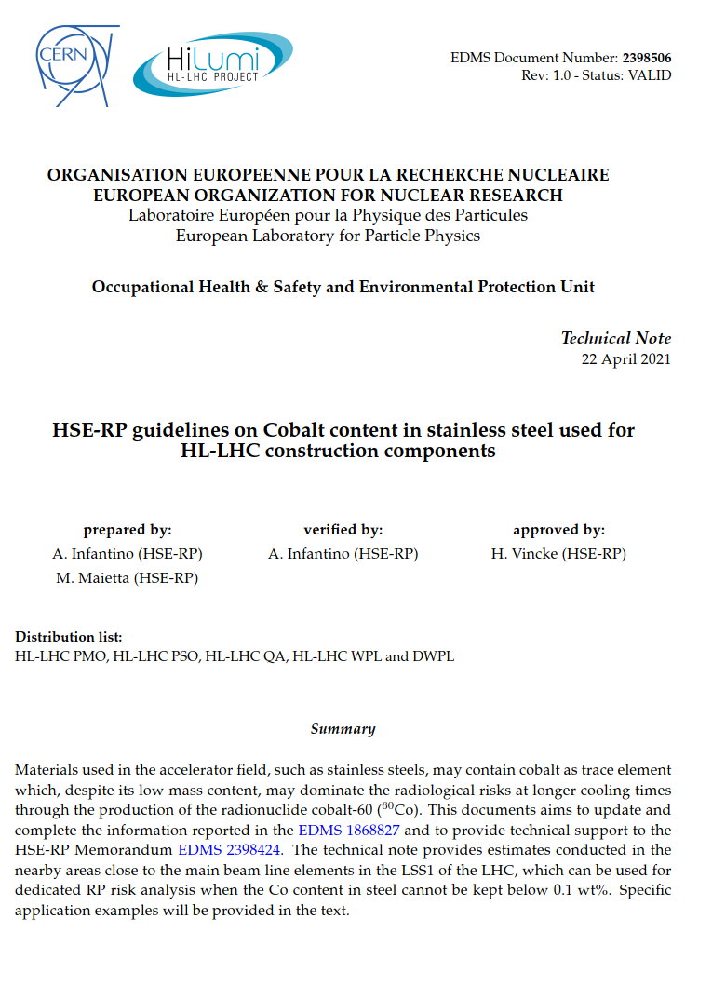 CERN
HiLumi
HL-LHC PROJECT
EDMS Document Number: 2398506
Rev: 1.0 - Status: VALID
ORGANISATION EUROPEENNE POUR LA RECHERCHE NUCLEAIRE
EUROPEAN ORGANIZATION FOR NUCLEAR RESEARCH
Laboratoire Européen pour la Physique des Particules
European Laboratory for Particle Physics
Occupational Health & Safety and Environmental Protection Unit
Technical Note
22 April 2021
HSE-RP guidelines on Cobalt content in stainless steel used for
HL-LHC construction components
prepared by: verified by: approved by:
A. Infantino (HSE-RP) A. Infantino (HSE-RP) H. Vincke (HSE-RP)
M. Maietta (HSE-RP)
Distribution list:
HL-LHC PMO, HL-LHC PSO, HL-LHC QA, HL-LHC WPL and DWPL
Summary
Materials used in the accelerator field, such as stainless steels, may contain cobalt as trace element
which, despite its low mass content, may dominate the radiological risks at longer cooling times
through the production of the radionuclide cobalt-60 (⁶⁰Co). This documents aims to update and
complete the information reported in the EDMS 1868827 and to provide technical support to the
HSE-RP Memorandum EDMS 2398424. The technical note provides estimates conducted in the
nearby areas close to the main beam line elements in the LSS1 of the LHC, which can be used for
dedicated RP risk analysis when the Co content in steel cannot be kept below 0.1 wt%. Specific
application examples will be provided in the text.